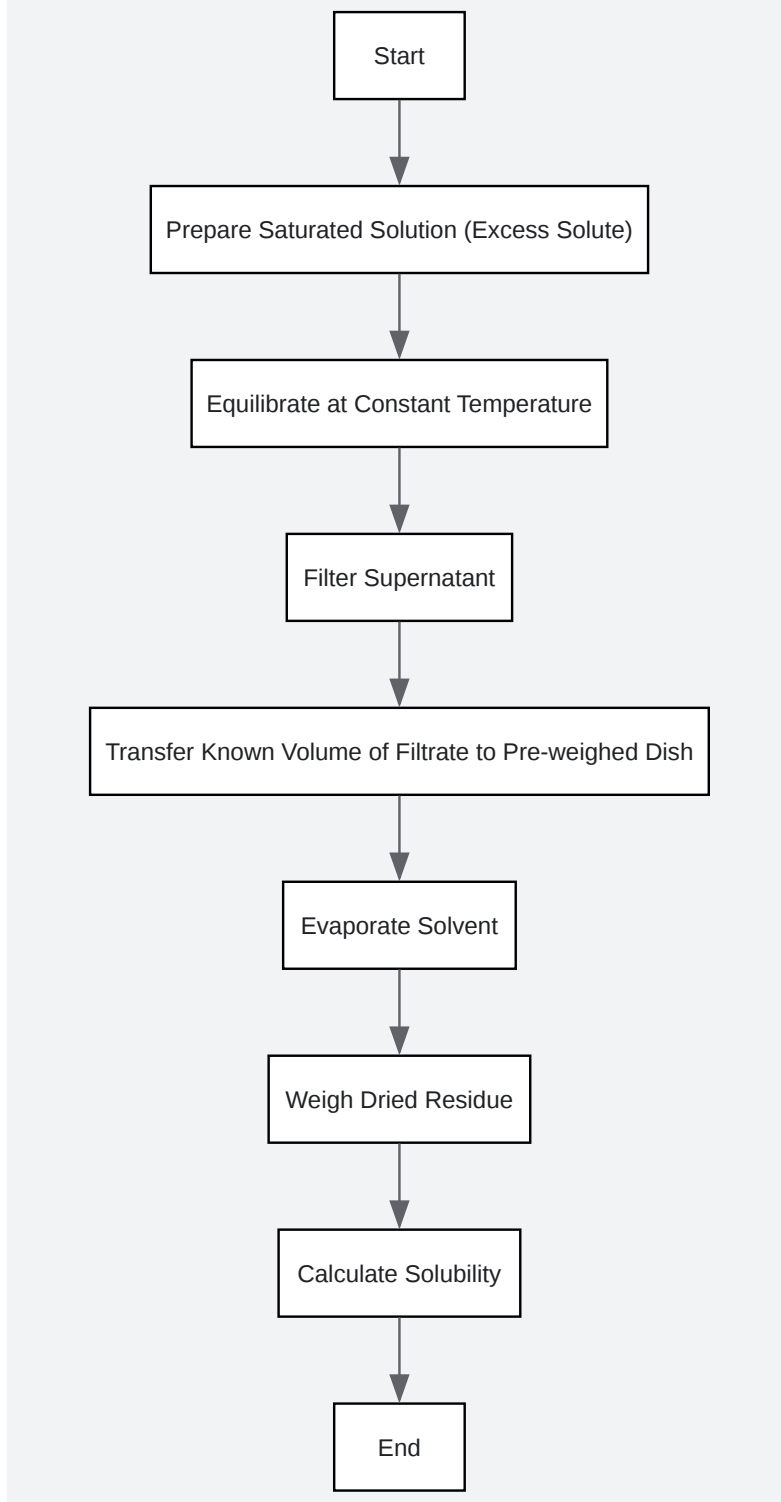 Start
Prepare Saturated Solution (Excess Solute)
Equilibrate at Constant Temperature
Filter Supernatant
Transfer Known Volume of Filtrate to Pre-weighed Dish
Evaporate Solvent
Weigh Dried Residue
Calculate Solubility
End